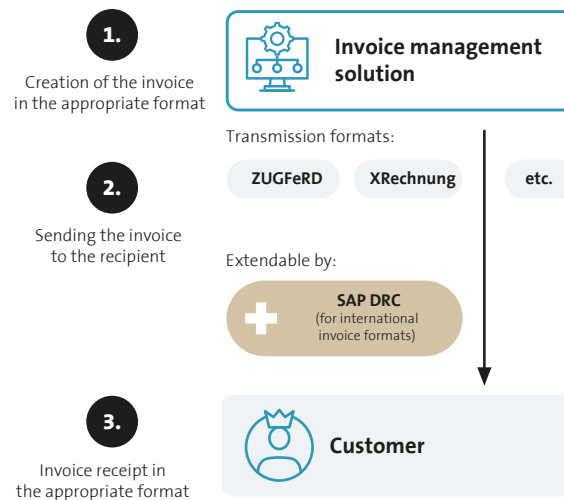 1.
Creation of the invoice
in the appropriate format
Invoice management
solution
Transmission formats:
ZUGFeRD
XRechnung
etc.
2.
Sending the invoice
to the recipient
Extendable by:
SAP DRC
(for international
invoice formats)
3.
Invoice receipt in
the appropriate format
Customer